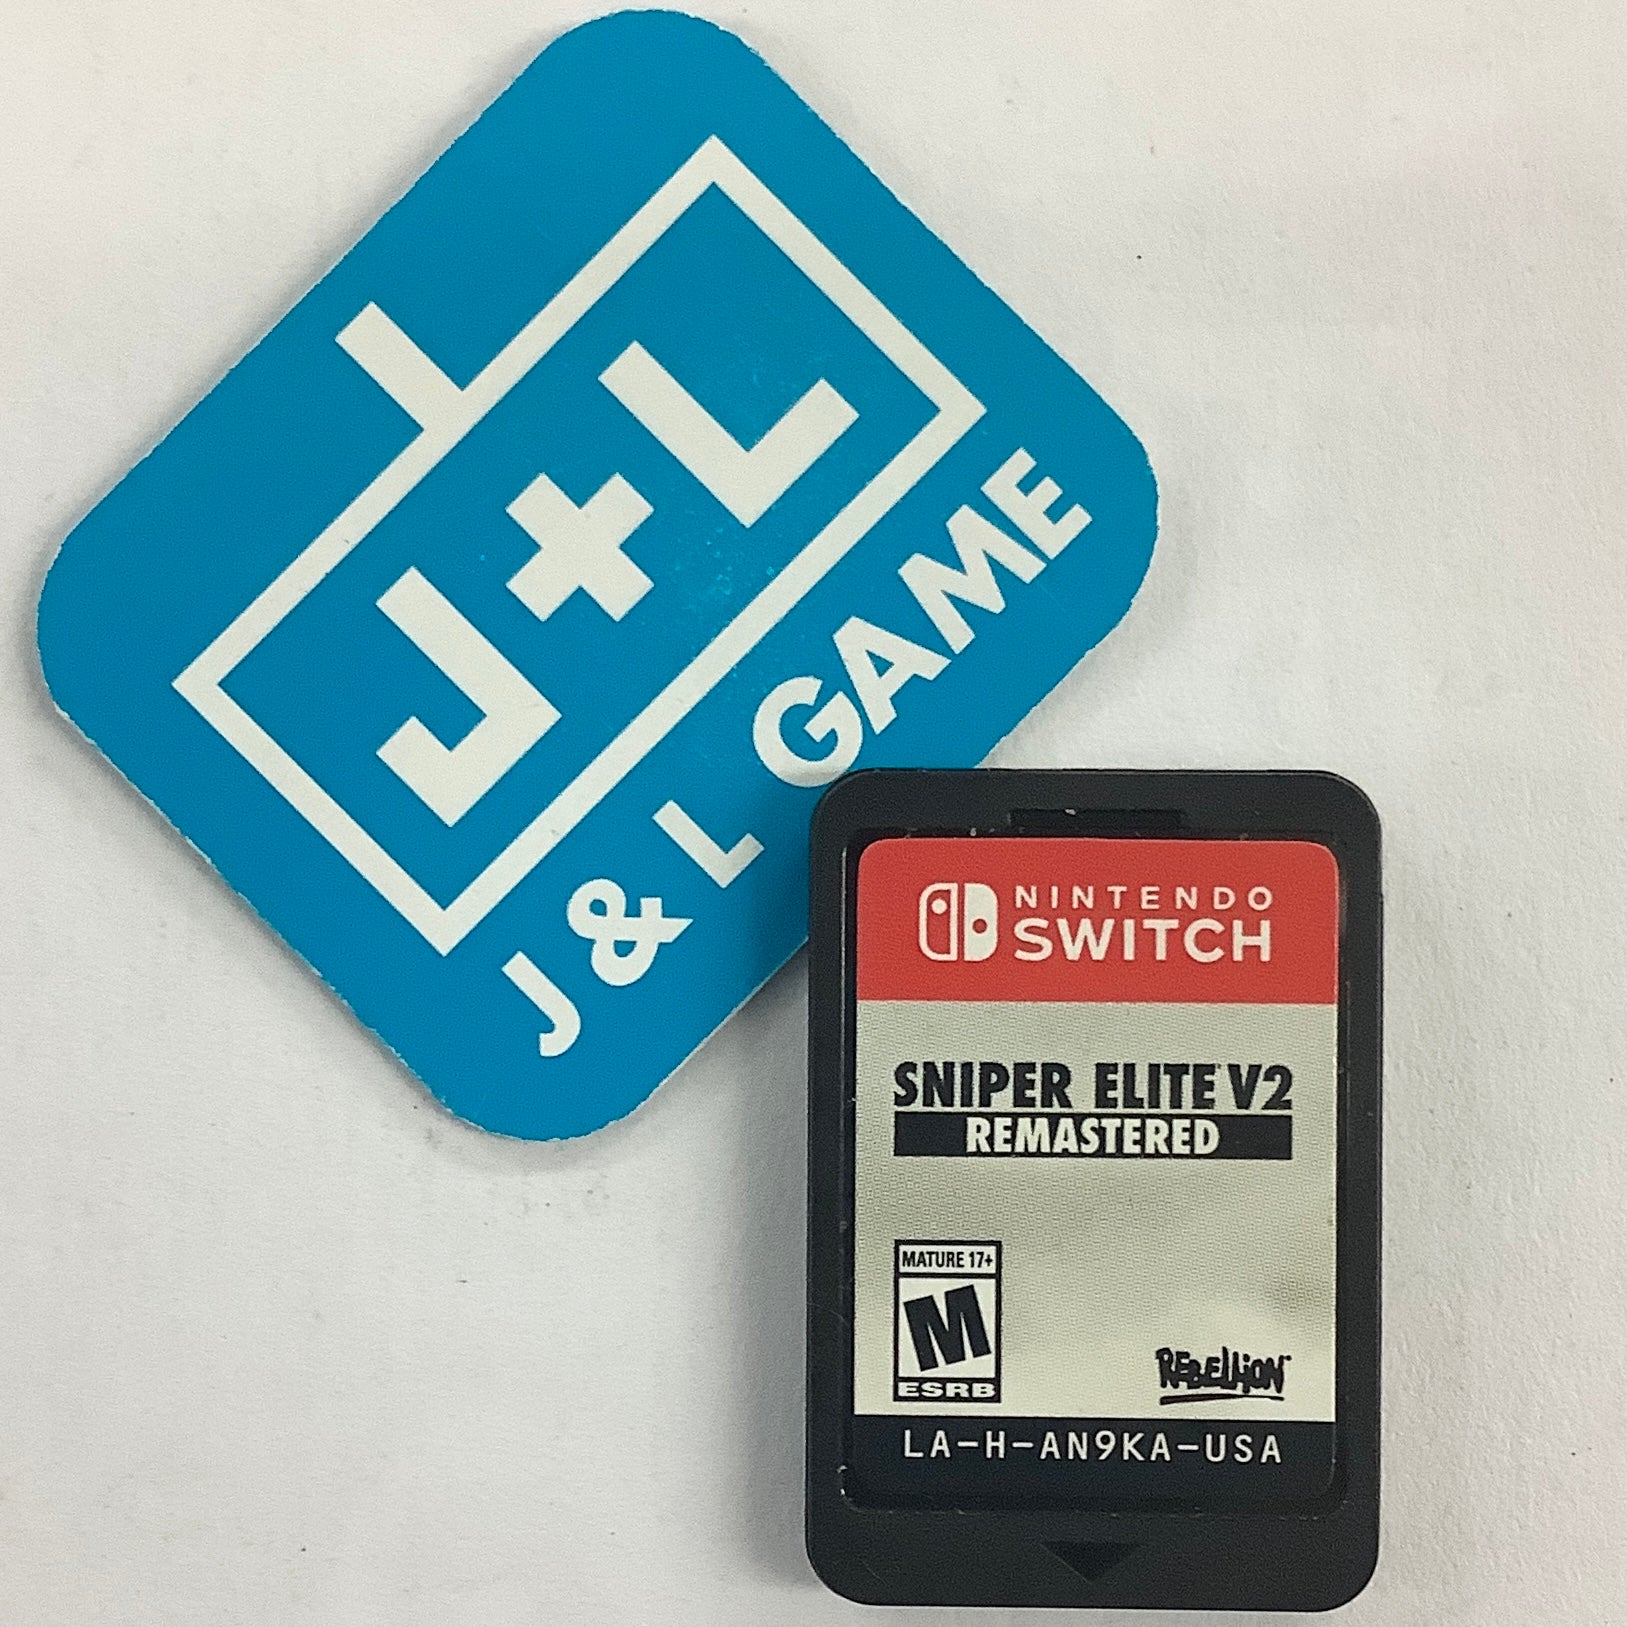 J+L
J & L GAME
NINTENDO
SWITCH
SNIPER ELITE V2
REMASTERED
MATURE 17+
M
ESRB
REBELLION
LA-H-AN9KA-USA